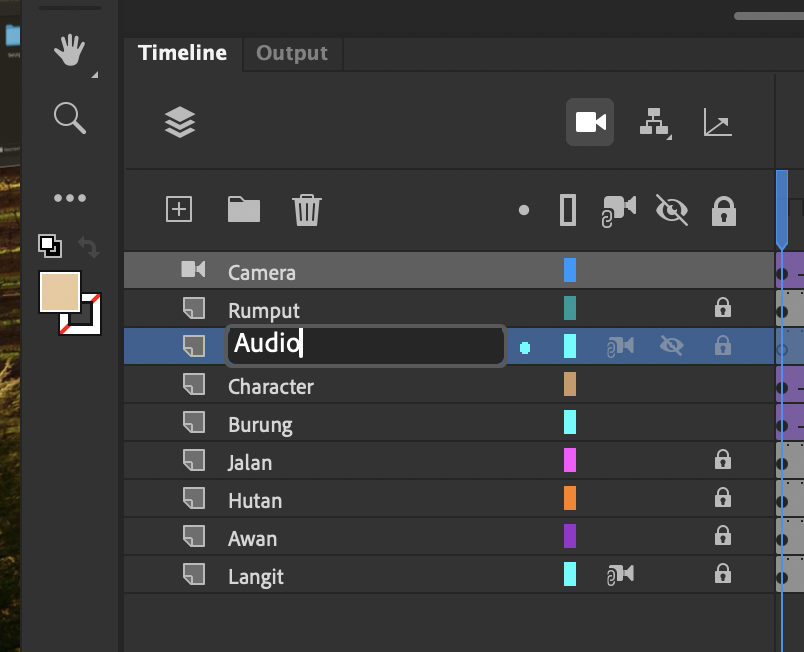 Timeline Output
Camera
Rumput
Audio
Character
Burung
Jalan
Hutan
Awan
Langit